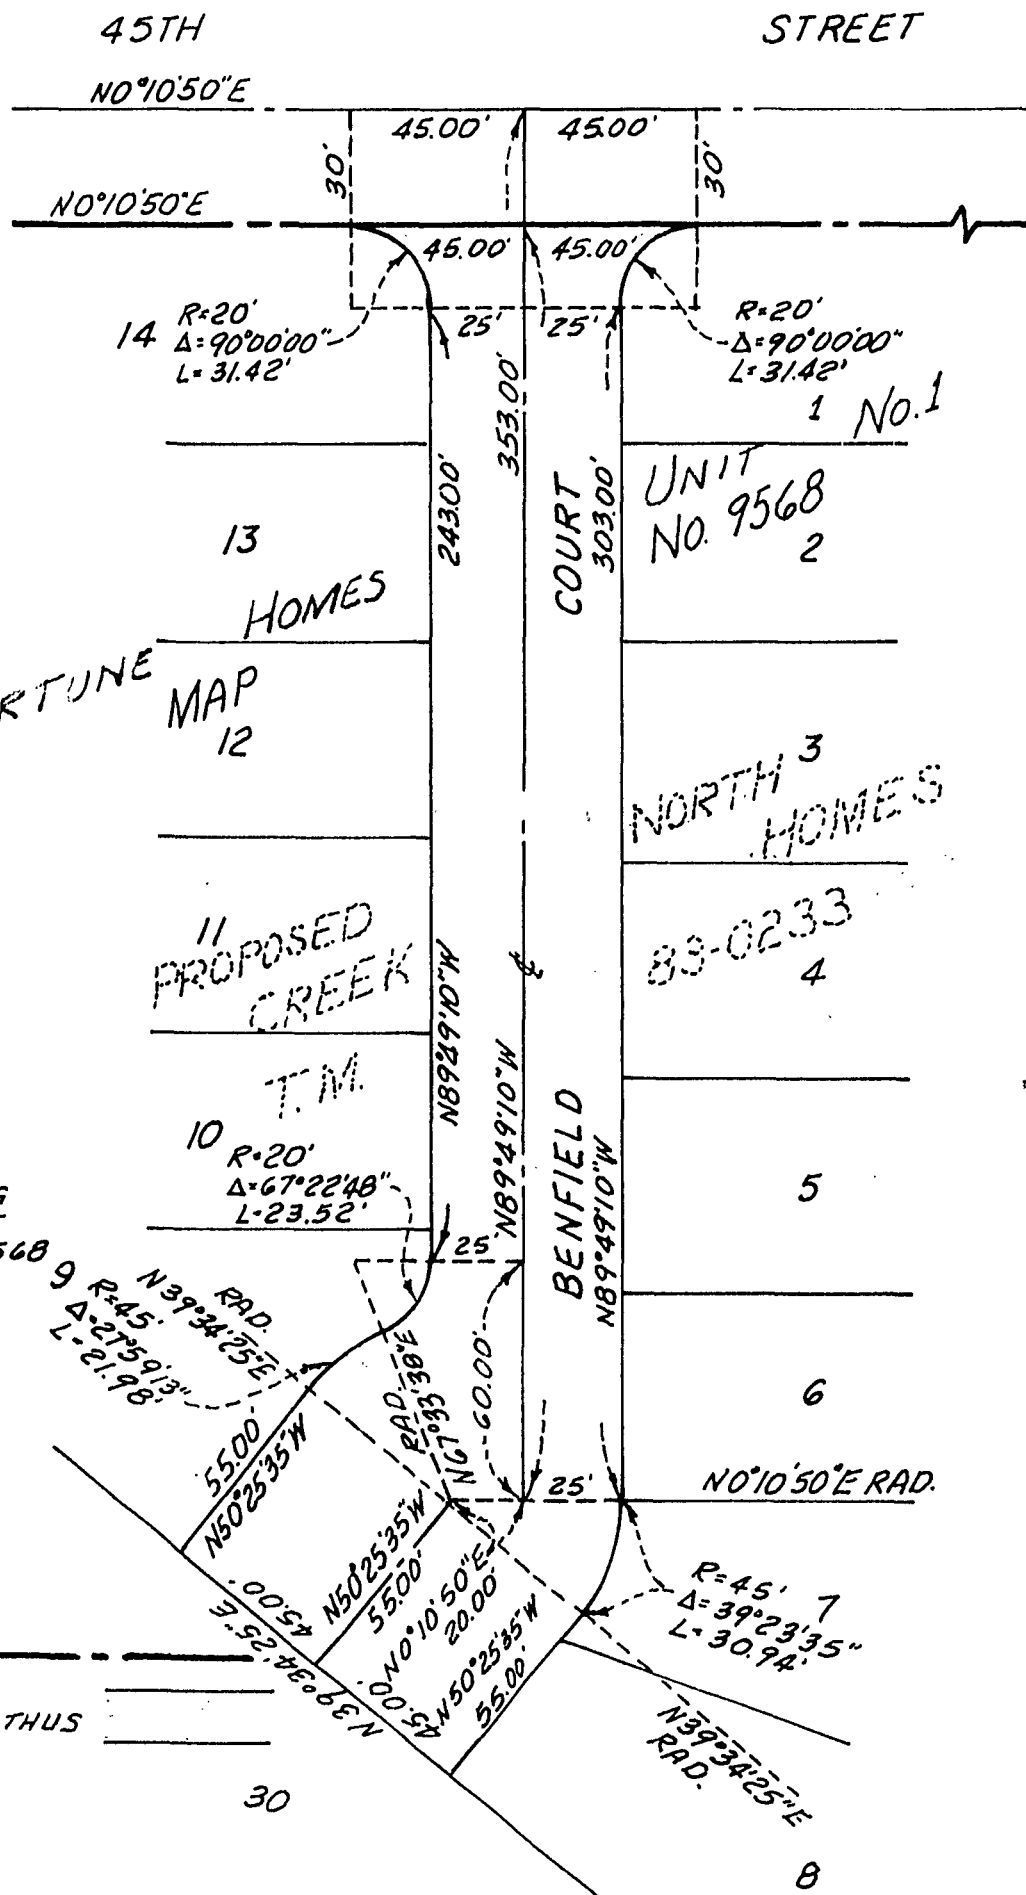 45TH STREET
N0°10'50"E
45.00' 45.00'
30' 30'
N0°10'50"E
45.00' 45.00'
14 R=20'
Δ=90°00'00"
L=31.42'
25' 25'
R=20'
Δ=90°00'00"
L=31.42'
1 No.1
353.00'
243.00'
COURT
303.00'
UNIT
NO. 9568
2
13
HOMES
RTUNE
MAP
12
3
NORTH
HOMES
11
PROPOSED
CREEK
83-0233
4
N89°49'10"W
N89°49'10"W
T.M.
10 R=20'
Δ=67°22'48"
L=23.52'
BENFIELD
N89°49'10"W
5
25'
568
9 R=45'
Δ=27°59'13"
L=21.98'
N39°34'25"E
RAD.
RAD.
N67°33'38"E
60.00'
6
55.00'
N50°25'35"W
25'
N0°10'50"E RAD.
N50°25'35"W
55.00'
N0°10'50"E
20.00'
R=45' 7
Δ=39°23'35"
L=30.94'
45.00'
N39°34'25"E
45.00'
N50°25'35"W
55.00'
N39°34'25"E
RAD.
THUS
30
8